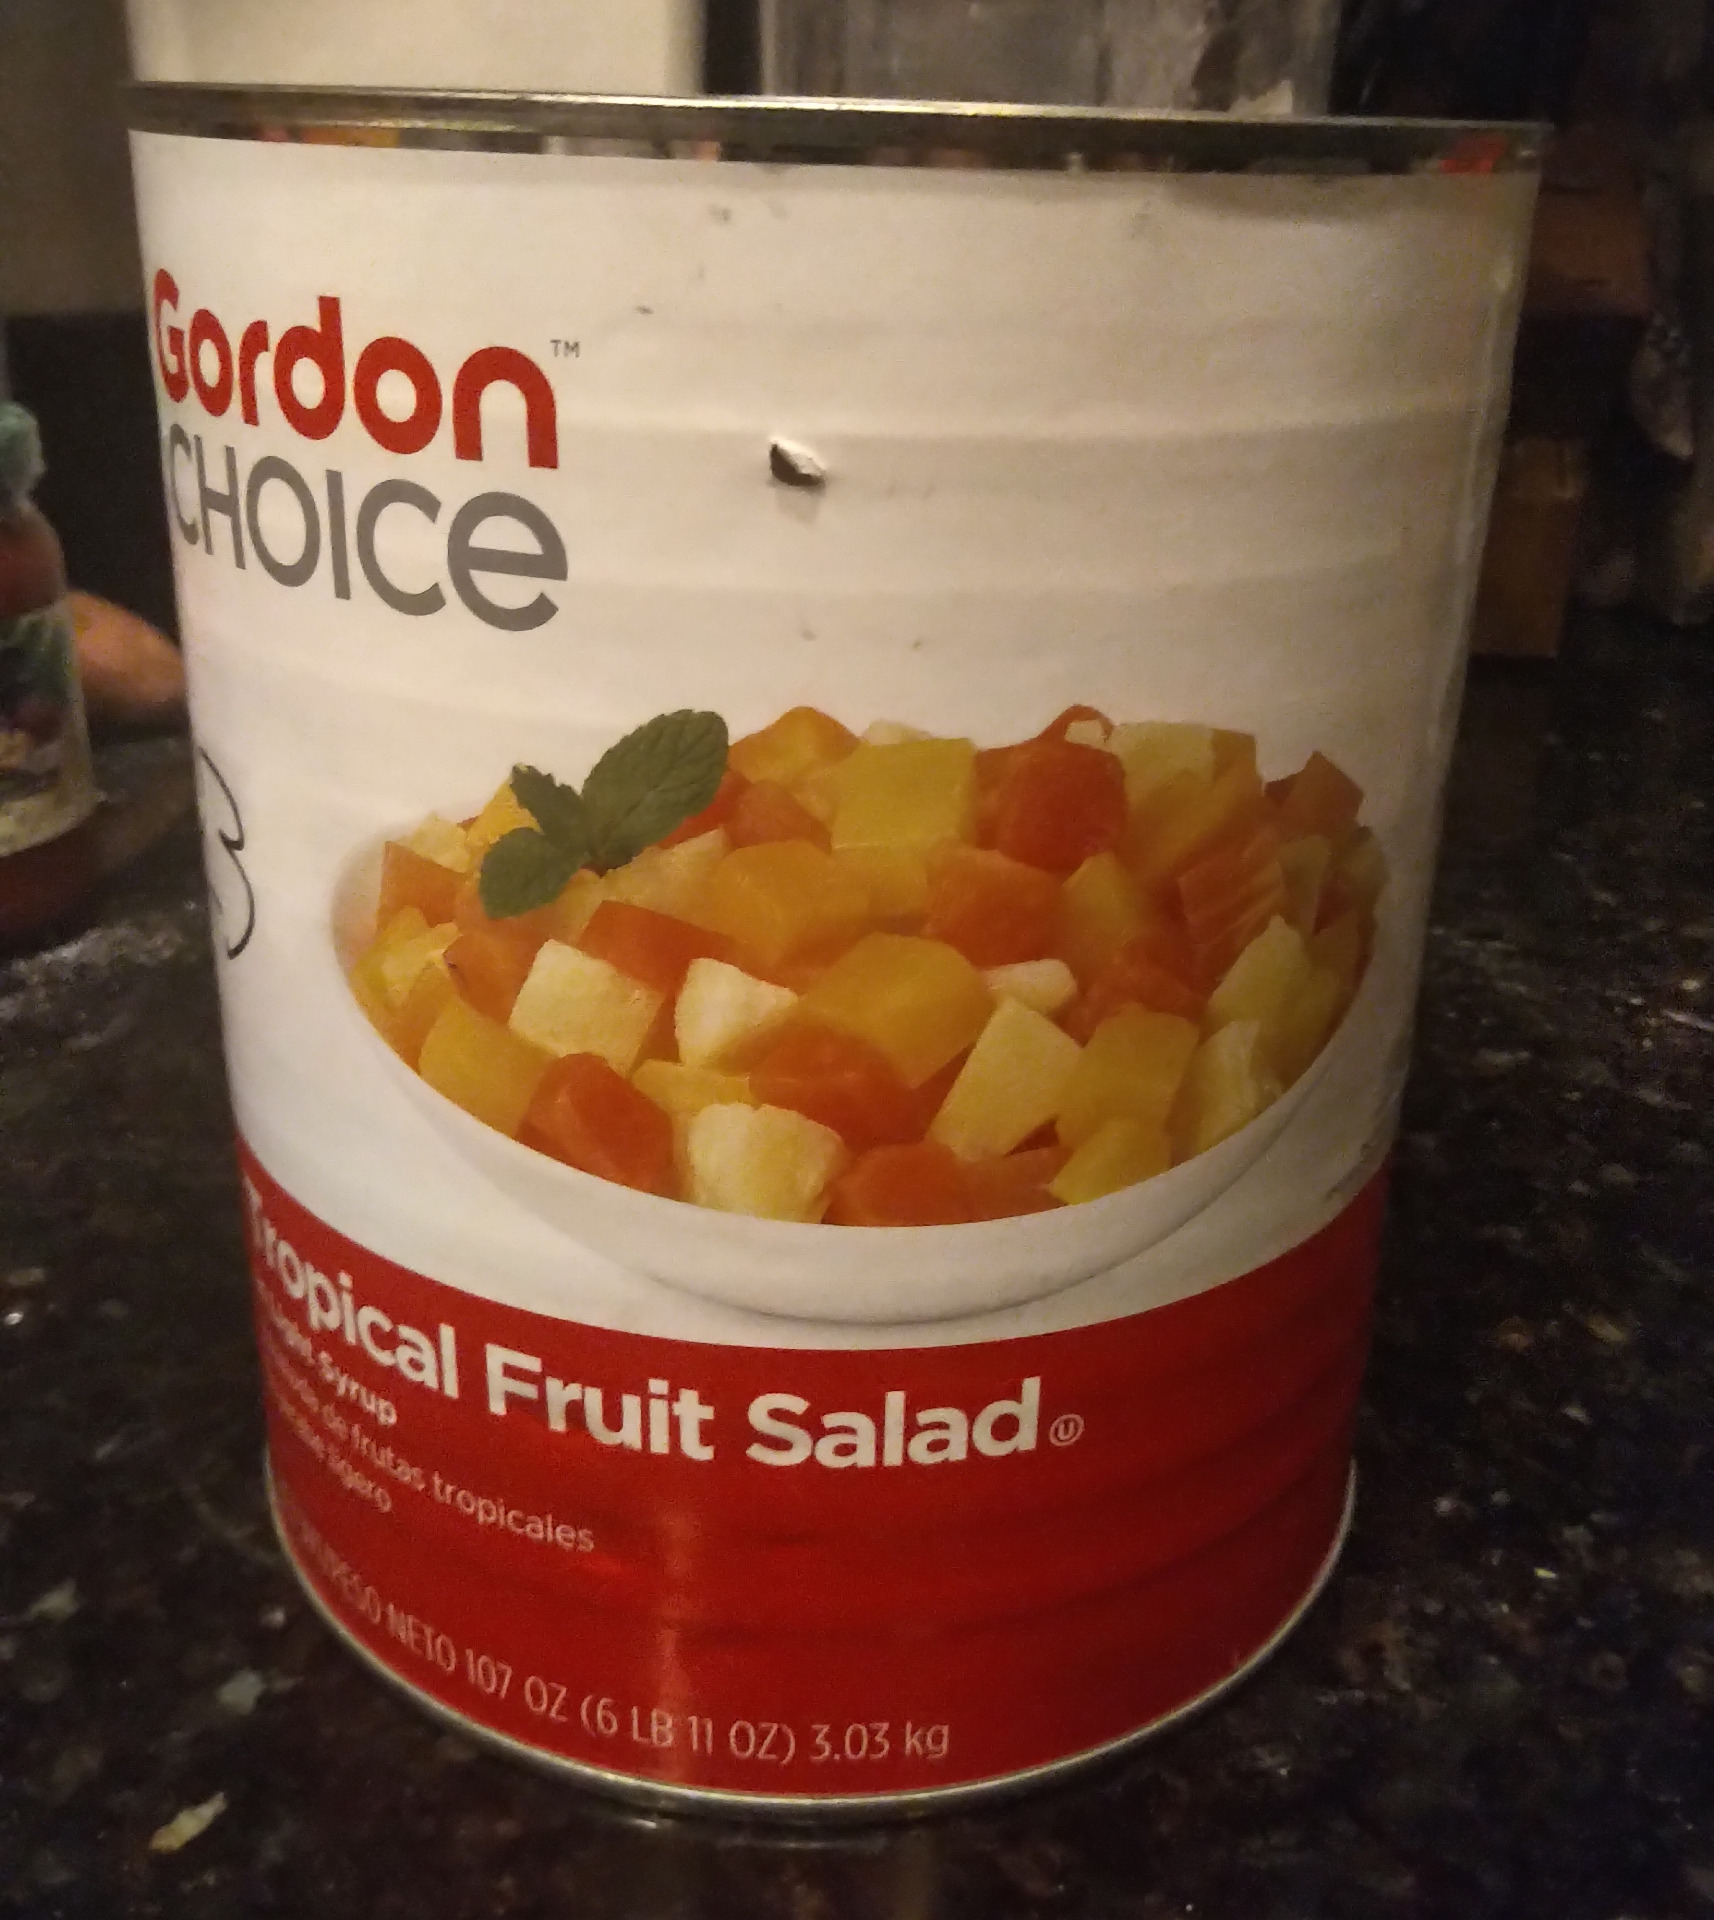 Gordon™
CHOICE
Tropical Fruit Salad Ⓤ
Syrup
de frutas tropicales
PESO NETO 107 OZ (6 LB 11 OZ) 3.03 kg